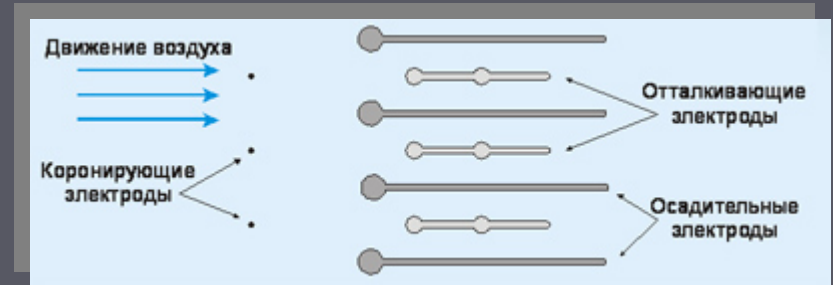 Движение воздуха
Отталкивающие
электроды
Коронирующие
электроды
Осадительные
электроды